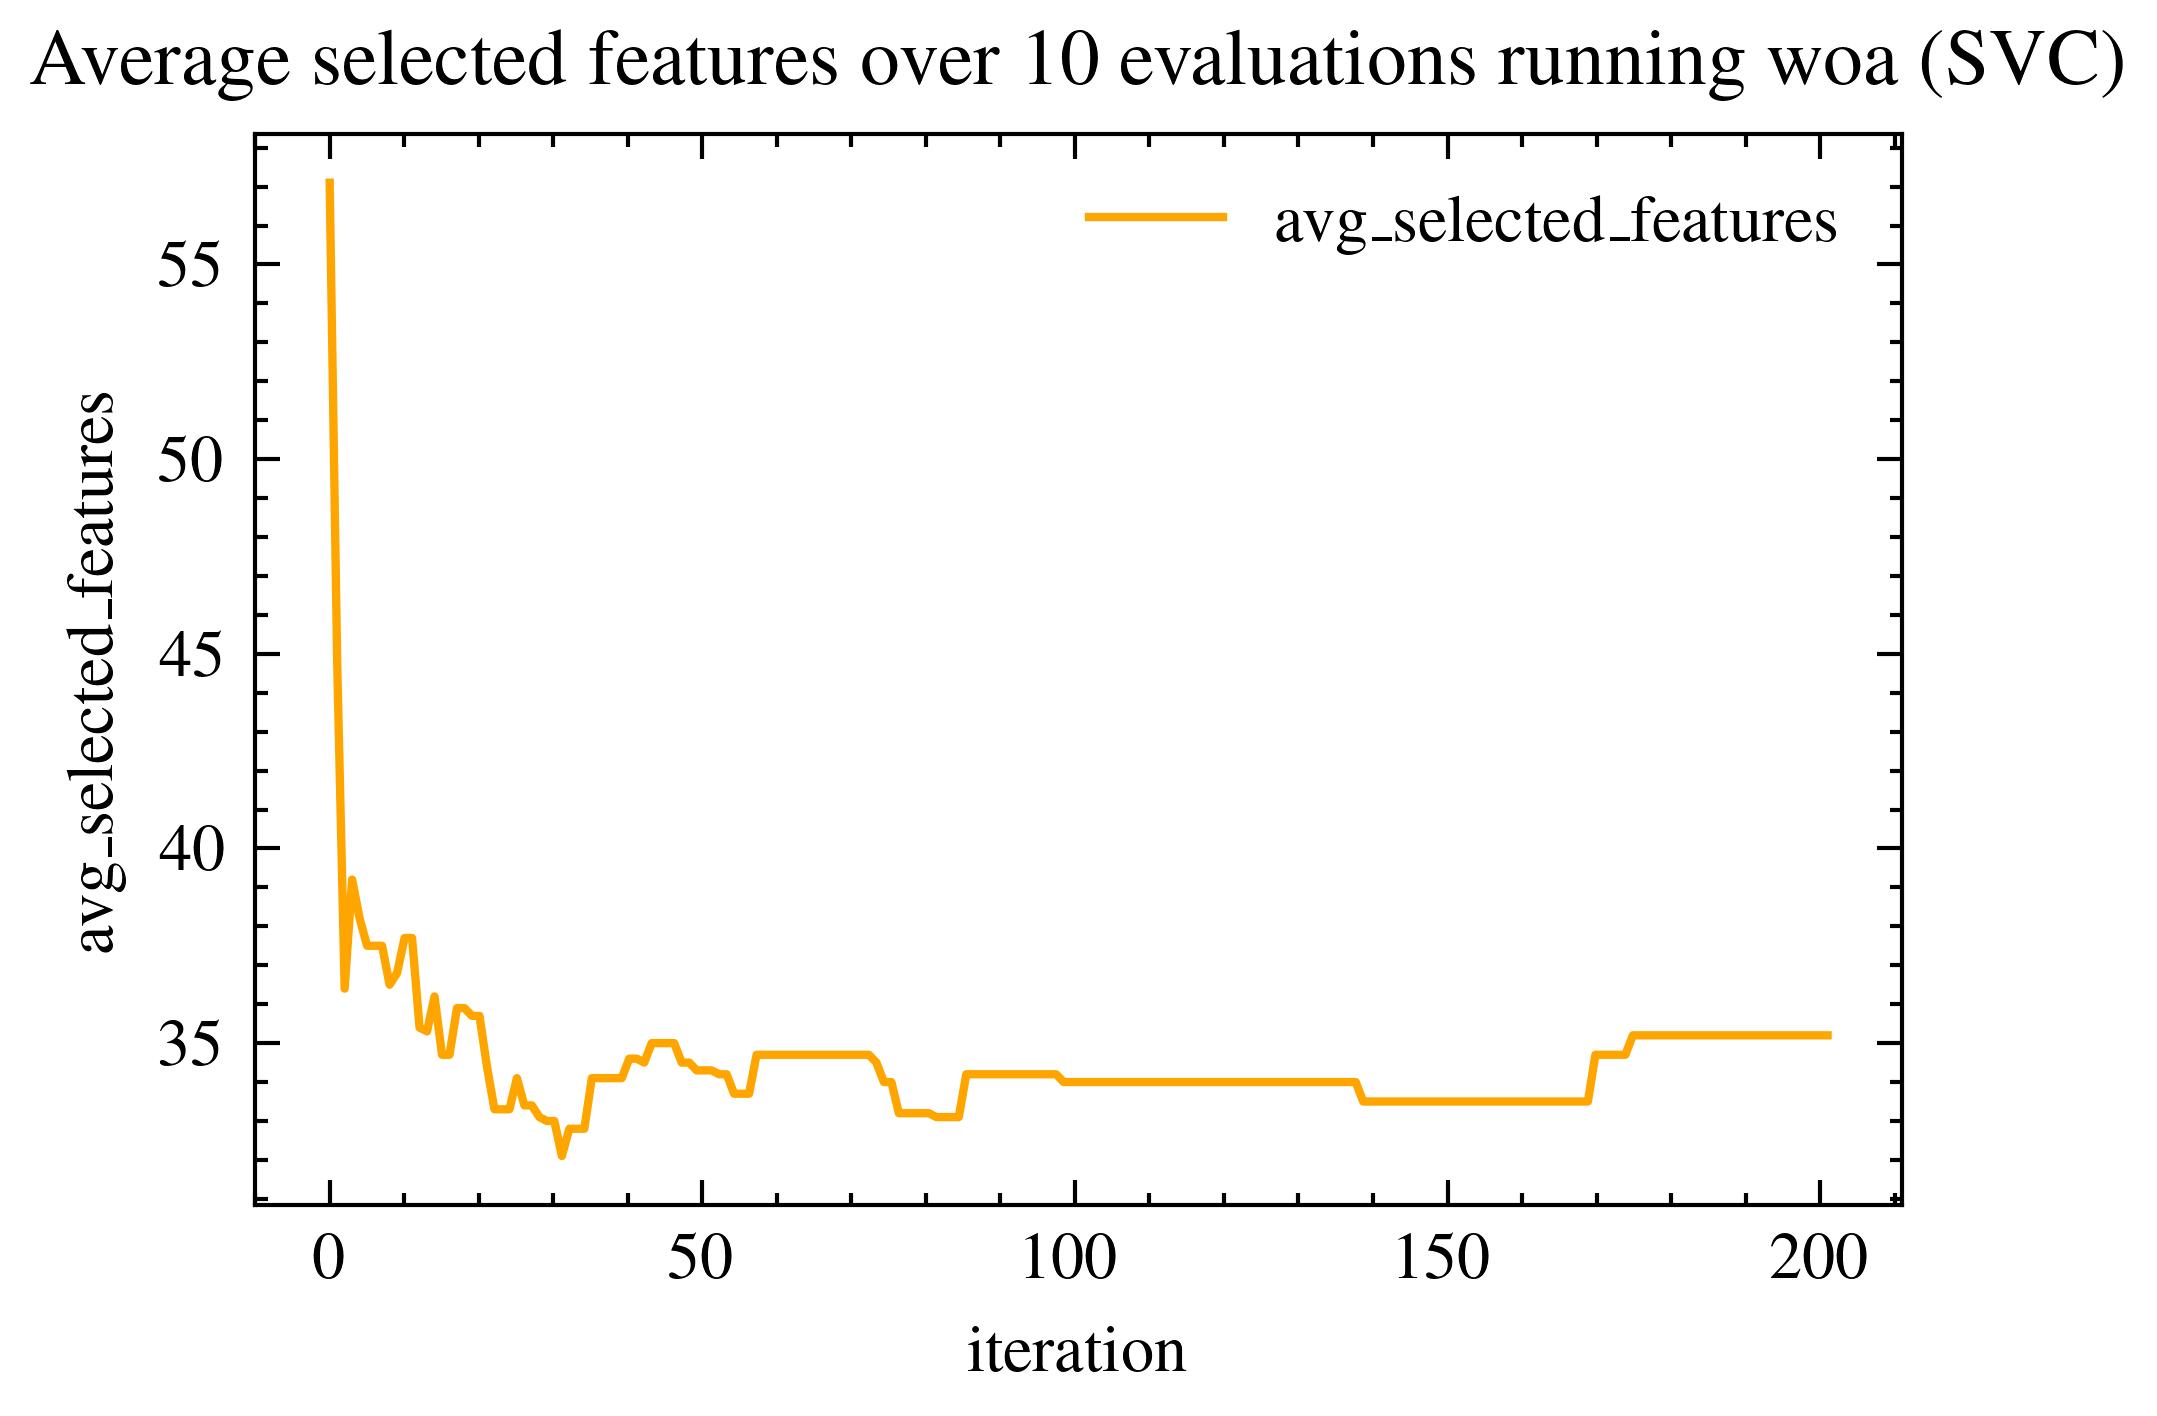 Average selected features over 10 evaluations running woa (SVC)
avg_selected_features
55
50
45
40
35
avg_selected_features
0 50 100 150 200
iteration